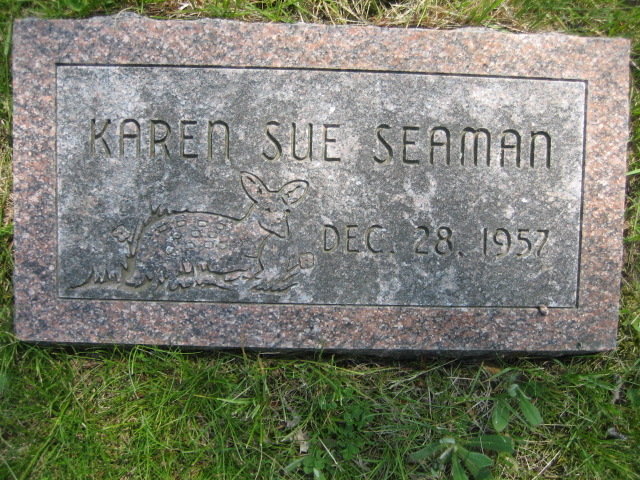 KAREN SUE SEAMAN
DEC. 28. 1957